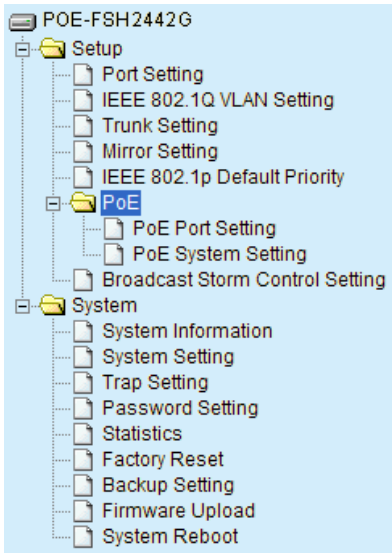 POE-FSH2442G
Setup
Port Setting
IEEE 802.1Q VLAN Setting
Trunk Setting
Mirror Setting
IEEE 802.1p Default Priority
PoE
PoE Port Setting
PoE System Setting
Broadcast Storm Control Setting
System
System Information
System Setting
Trap Setting
Password Setting
Statistics
Factory Reset
Backup Setting
Firmware Upload
System Reboot